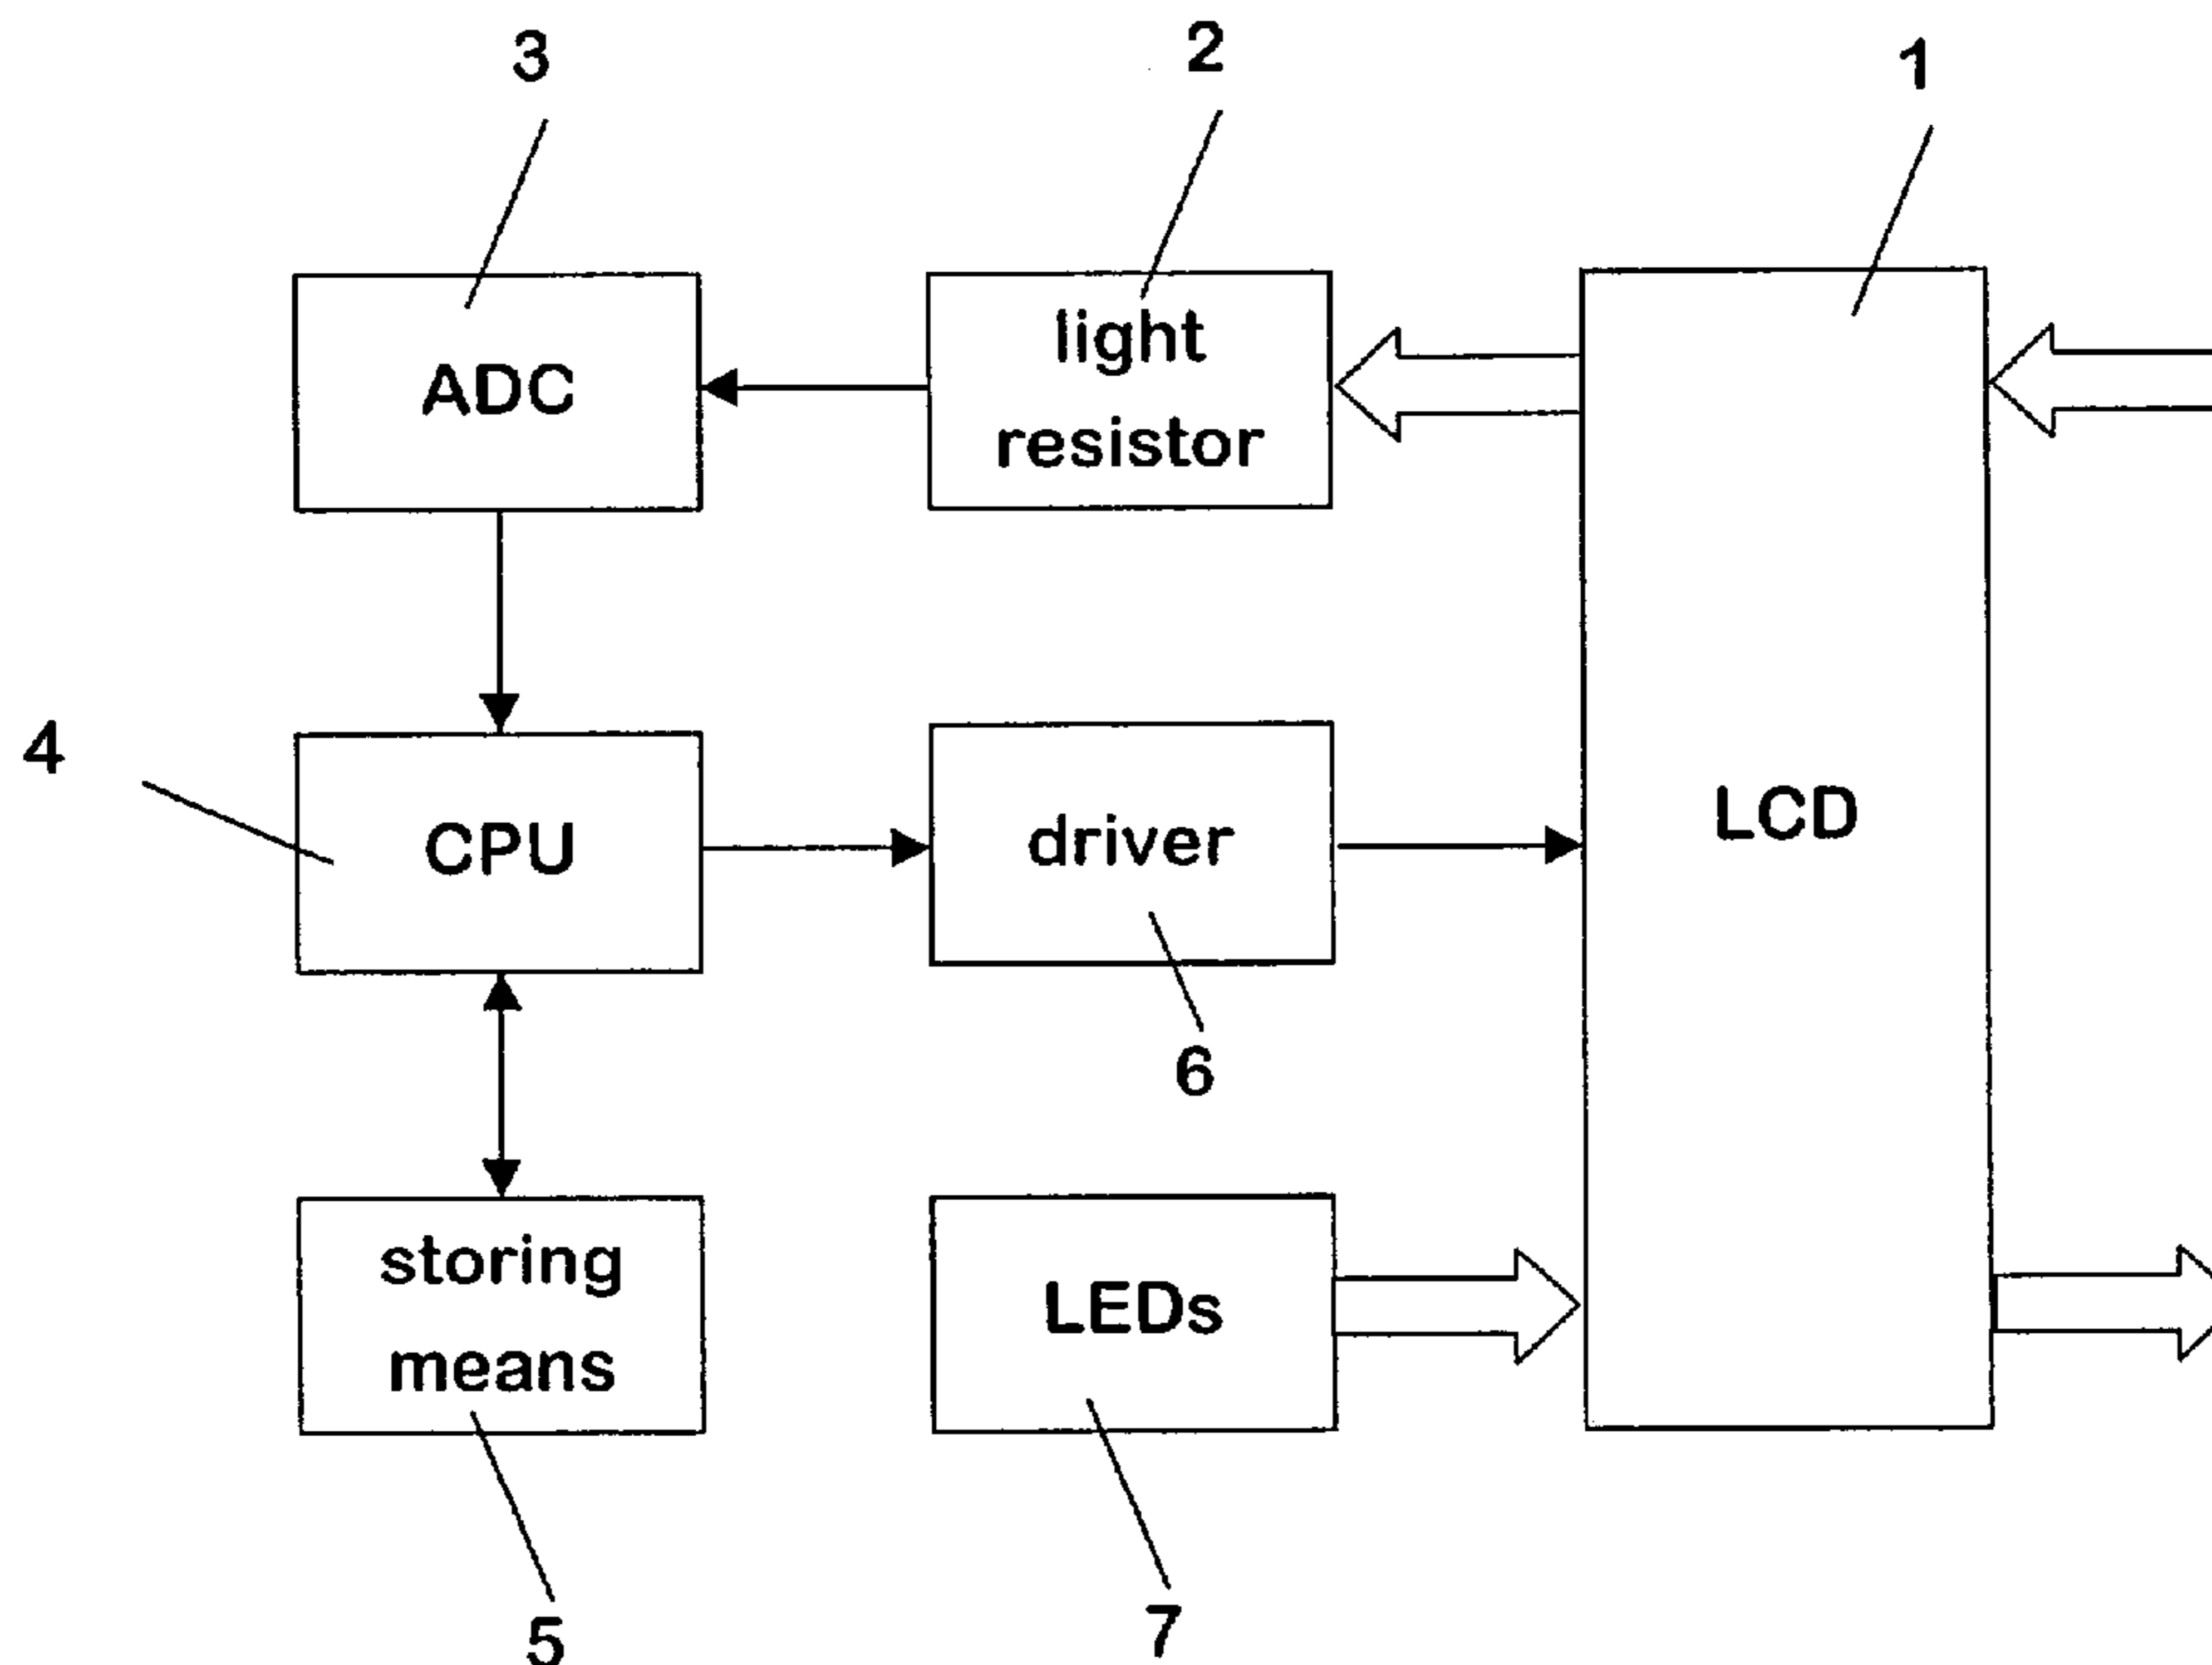 3
2
1
ADC
light
resistor
4
CPU
driver
LCD
6
storing
means
LEDs
5
7